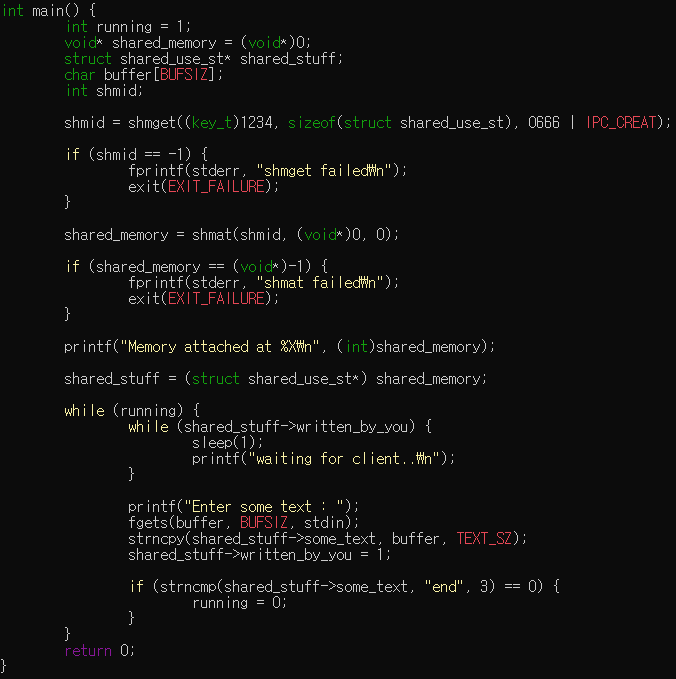 int main() {
        int running = 1;
        void* shared_memory = (void*)0;
        struct shared_use_st* shared_stuff;
        char buffer[BUFSIZ];
        int shmid;

        shmid = shmget((key_t)1234, sizeof(struct shared_use_st), 0666 | IPC_CREAT);

        if (shmid == -1) {
                fprintf(stderr, "shmget failed₩n");
                exit(EXIT_FAILURE);
        }

        shared_memory = shmat(shmid, (void*)0, 0);

        if (shared_memory == (void*)-1) {
                fprintf(stderr, "shmat failed₩n");
                exit(EXIT_FAILURE);
        }

        printf("Memory attached at %X₩n", (int)shared_memory);

        shared_stuff = (struct shared_use_st*) shared_memory;

        while (running) {
                while (shared_stuff->written_by_you) {
                        sleep(1);
                        printf("waiting for client..₩n");
                }

                printf("Enter some text : ");
                fgets(buffer, BUFSIZ, stdin);
                strncpy(shared_stuff->some_text, buffer, TEXT_SZ);
                shared_stuff->written_by_you = 1;

                if (strncmp(shared_stuff->some_text, "end", 3) == 0) {
                        running = 0;
                }
        }
        return 0;
}